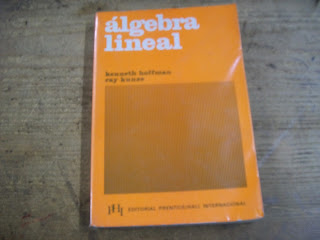 álgebra
lineal
kenneth hoffman
ray kunze
PHI EDITORIAL PRENTICE/HALL INTERNACIONAL